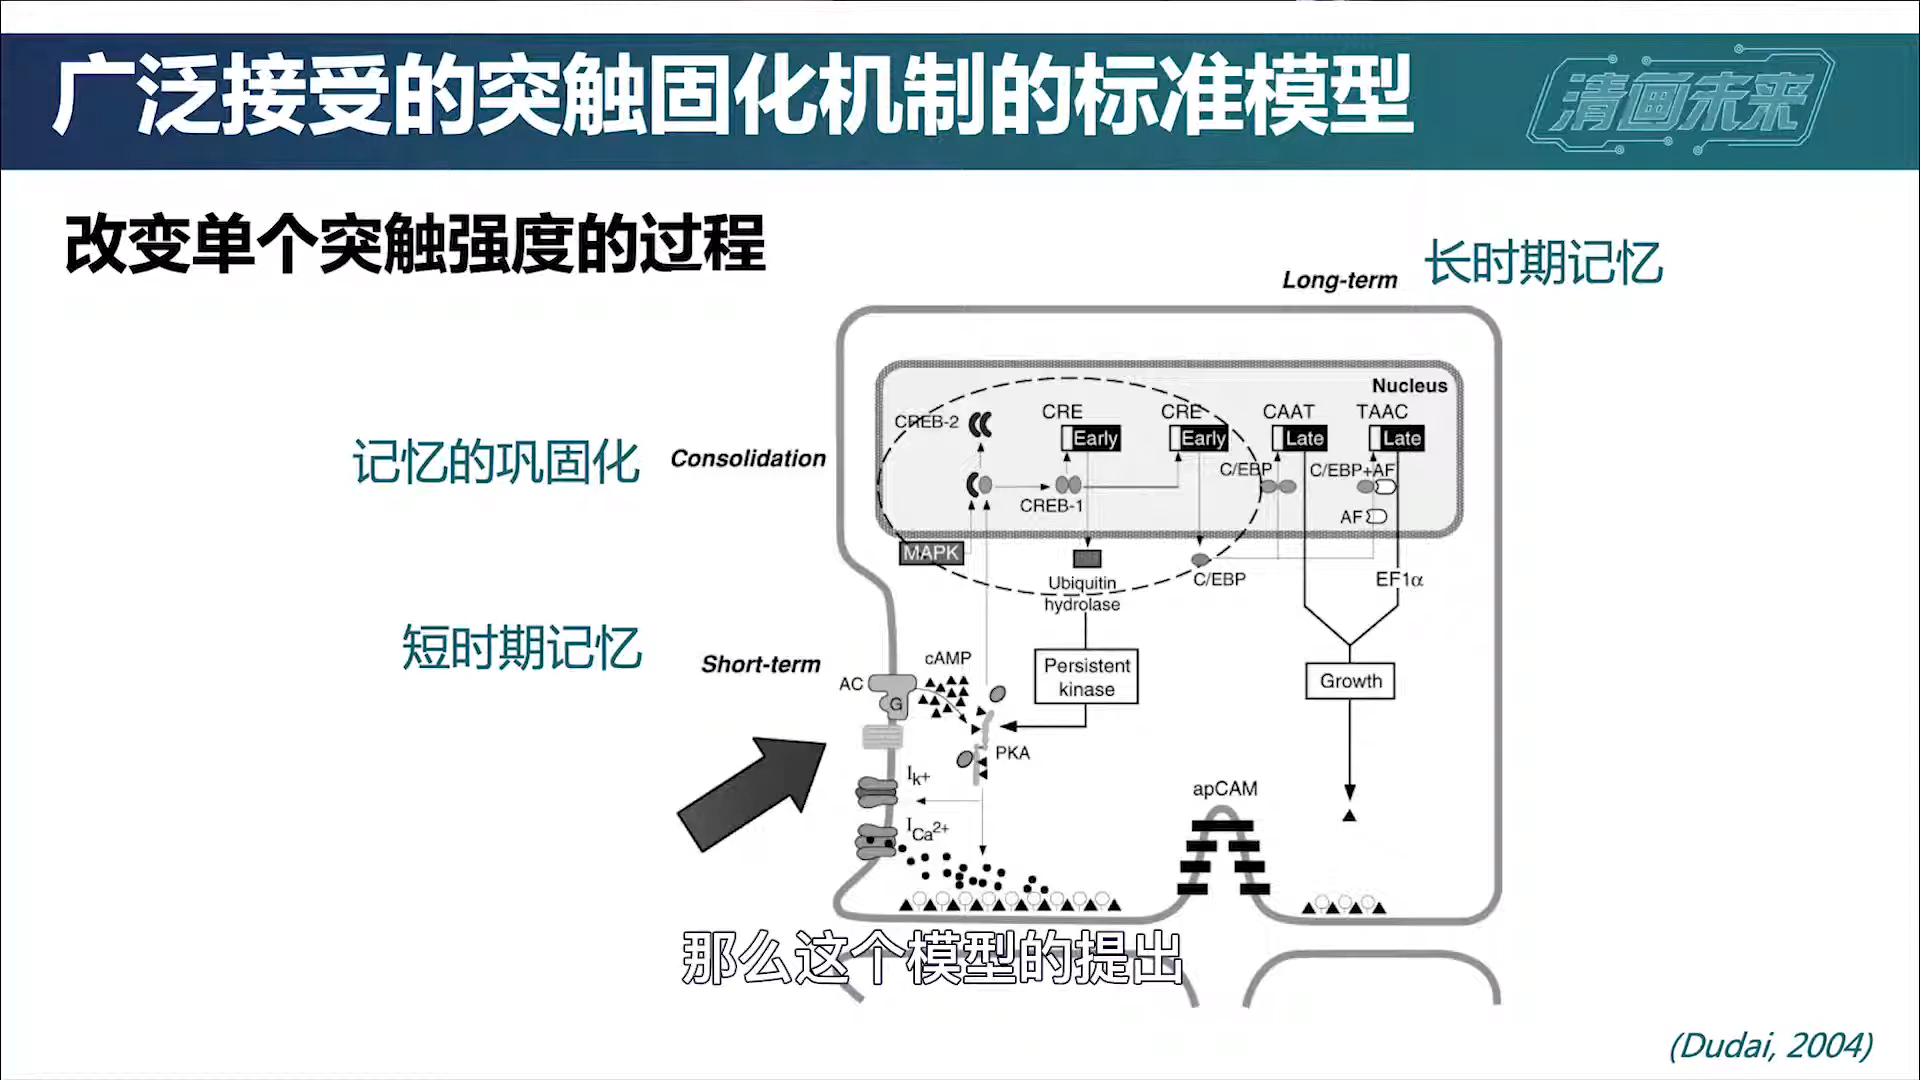 广泛接受的突触固化机制的标准模型
清画未来
改变单个突触强度的过程
长时期记忆
Long-term
Nucleus
CREB-2
CRE
CRE
CAAT
TAAC
Early
Early
Late
Late
记忆的巩固化
Consolidation
C/EBP
C/EBP+AF
CREB-1
AF
MAPK
Ubiquitin
hydrolase
C/EBP
EF1α
短时期记忆
Short-term
cAMP
AC
G
Persistent
kinase
Growth
PKA
Ik+
ICa2+
apCAM
那么这个模型的提出
(Dudai, 2004)